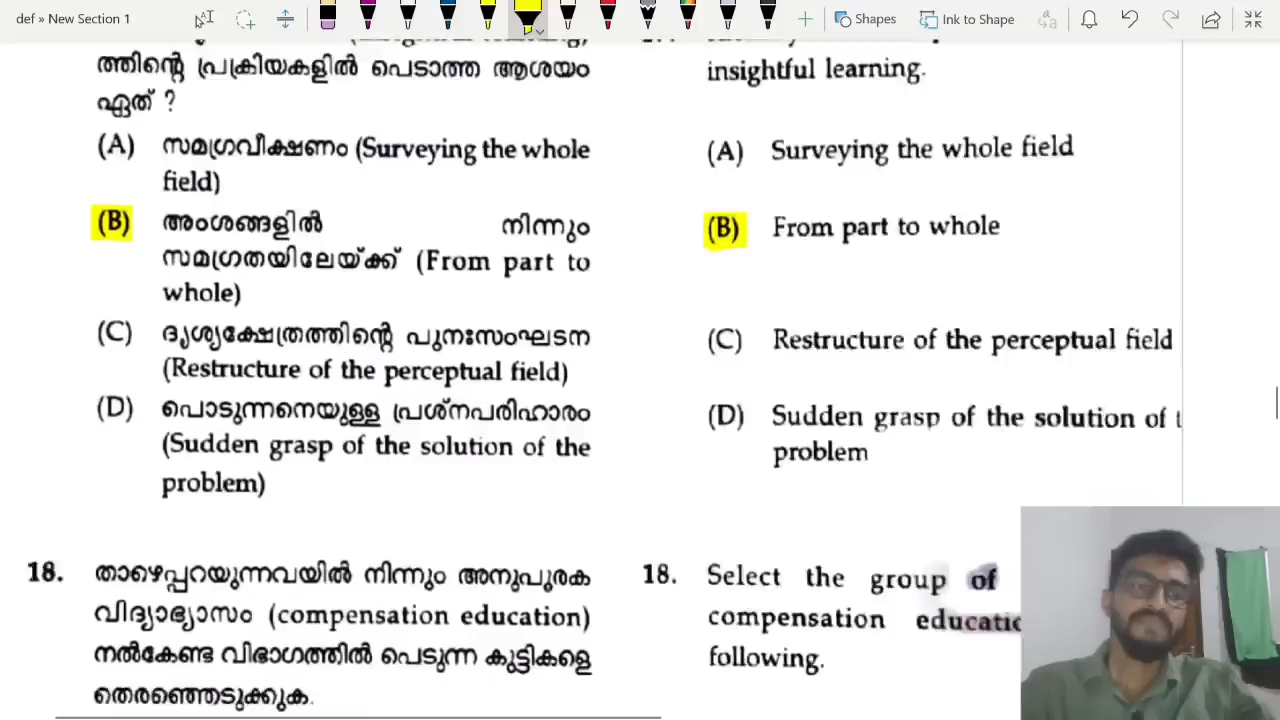 def » New Section 1
Shapes
Ink to Shape
ത്തിന്റെ പ്രക്രിയകളിൽ പെടാത്ത ആശയം
ഏത് ?
(A) സമഗ്രവീക്ഷണം (Surveying the whole
field)
(B) അംശങ്ങളിൽ നിന്നും
സമഗ്രതയിലേയ്ക്ക് (From part to
whole)
(C) ദൃശ്യക്ഷേത്രത്തിന്റെ പുനഃസംഘടന
(Restructure of the perceptual field)
(D) പൊടുന്നനെയുള്ള പ്രശ്നപരിഹാരം
(Sudden grasp of the solution of the
problem)
18. താഴെപ്പറയുന്നവയിൽ നിന്നും അനുപൂരക
വിദ്യാഭ്യാസം (compensation education)
നൽകേണ്ട വിഭാഗത്തിൽ പെടുന്ന കുട്ടികളെ
തെരഞ്ഞെടുക്കുക.
insightful learning.
(A) Surveying the whole field
(B) From part to whole
(C) Restructure of the perceptual field
(D) Sudden grasp of the solution of
problem
18. Select the group of
compensation
following.